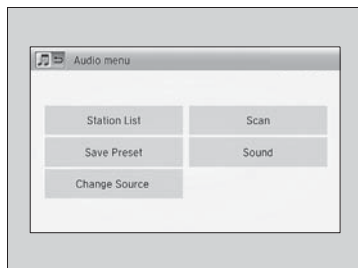 Audio menu
Station List
Scan
Save Preset
Sound
Change Source